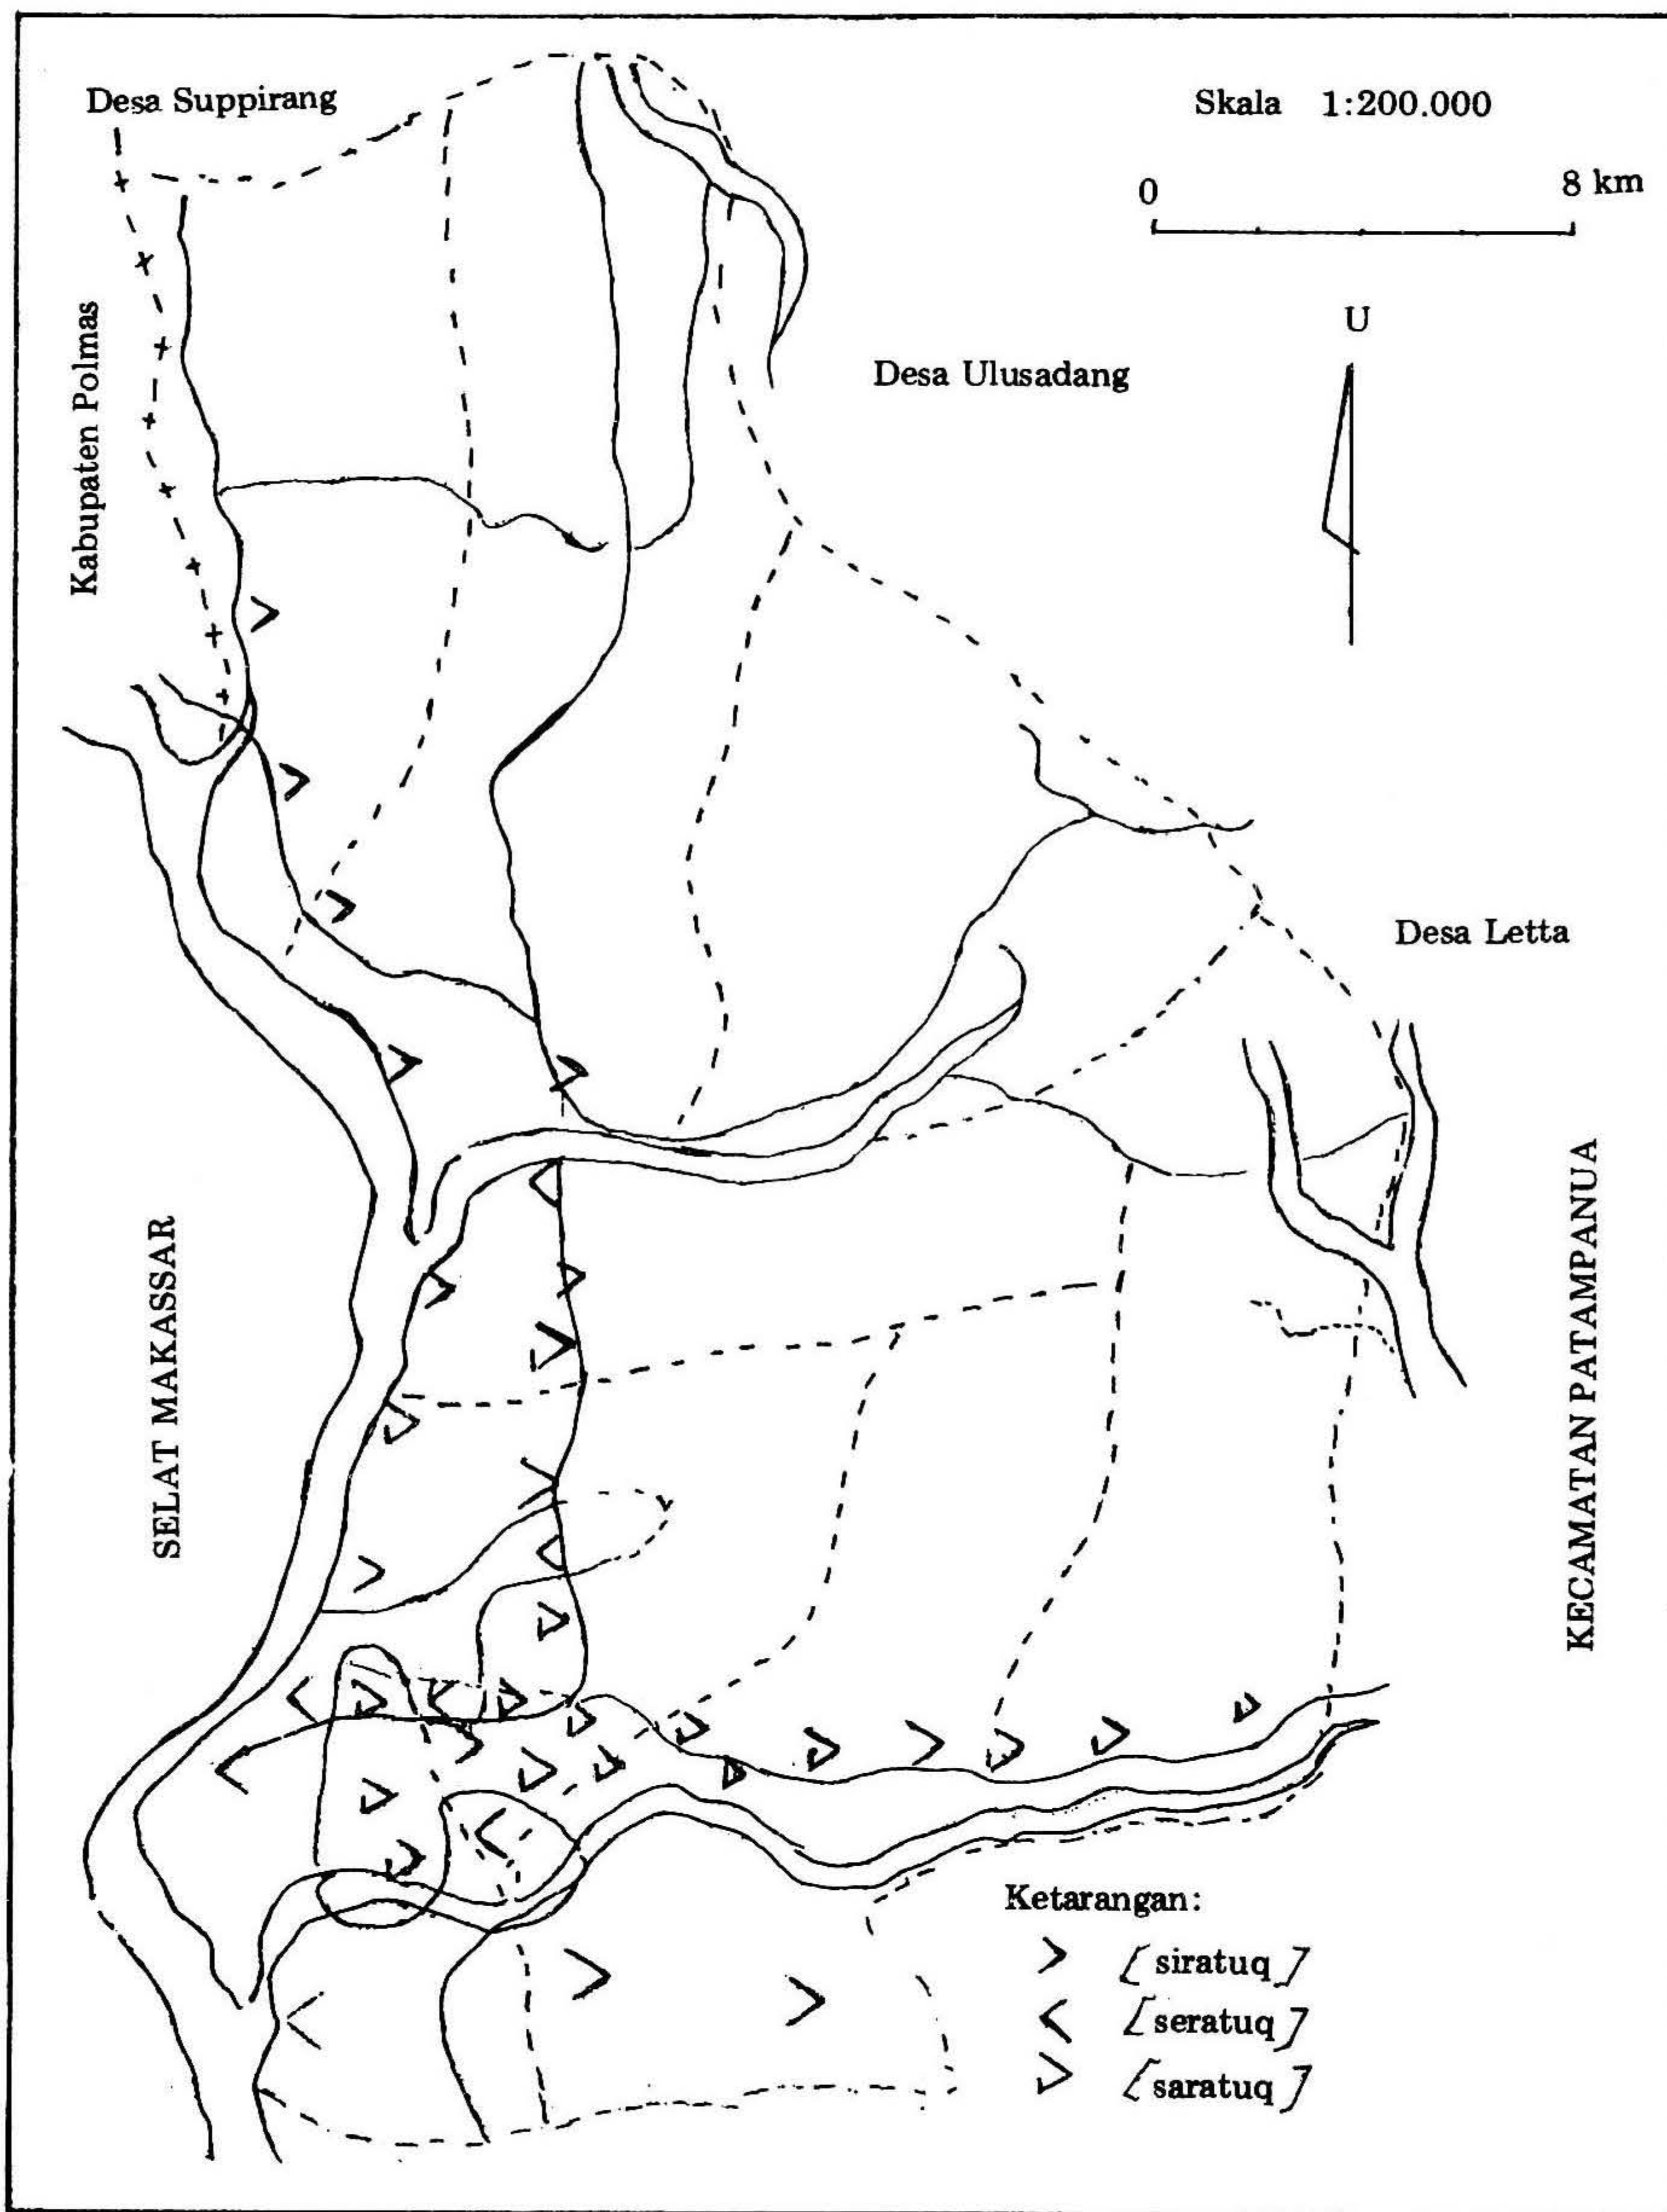 Desa Suppirang
Skala 1:200.000
0 8 km
U
Kabupaten Polmas
Desa Ulusadang
Desa Letta
SELAT MAKASSAR
KECAMATAN PATAMPANUA
Ketarangan:
> [siratuq]
< [seratuq]
▷ [saratuq]